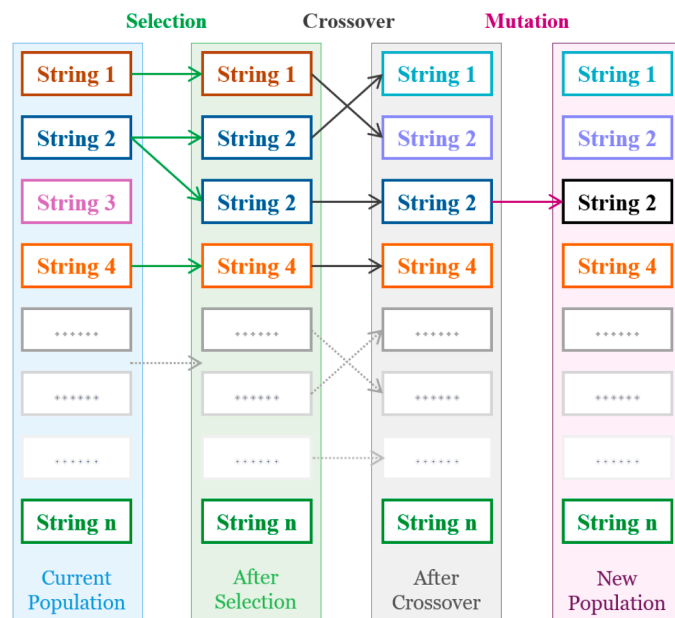 Selection Crossover Mutation
String 1 String 1 String 1 String 1
String 2 String 2 String 2 String 2
String 3 String 2 String 2 String 2
String 4 String 4 String 4 String 4
****** ****** ****** ******
****** ****** ****** ******
****** ****** ****** ******
String n String n String n String n
Current After After New
Population Selection Crossover Population